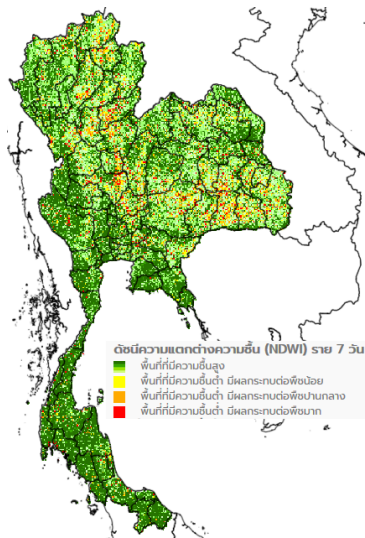 ดัชนีความแตกต่างความชื้น (NDWI) ราย 7 วัน
พื้นที่ที่มีความชื้นสูง
พื้นที่ที่มีความชื้นต่ำ มีผลกระทบต่อพืชน้อย
พื้นที่ที่มีความชื้นต่ำ มีผลกระทบต่อพืชปานกลาง
พื้นที่ที่มีความชื้นต่ำ มีผลกระทบต่อพืชมาก